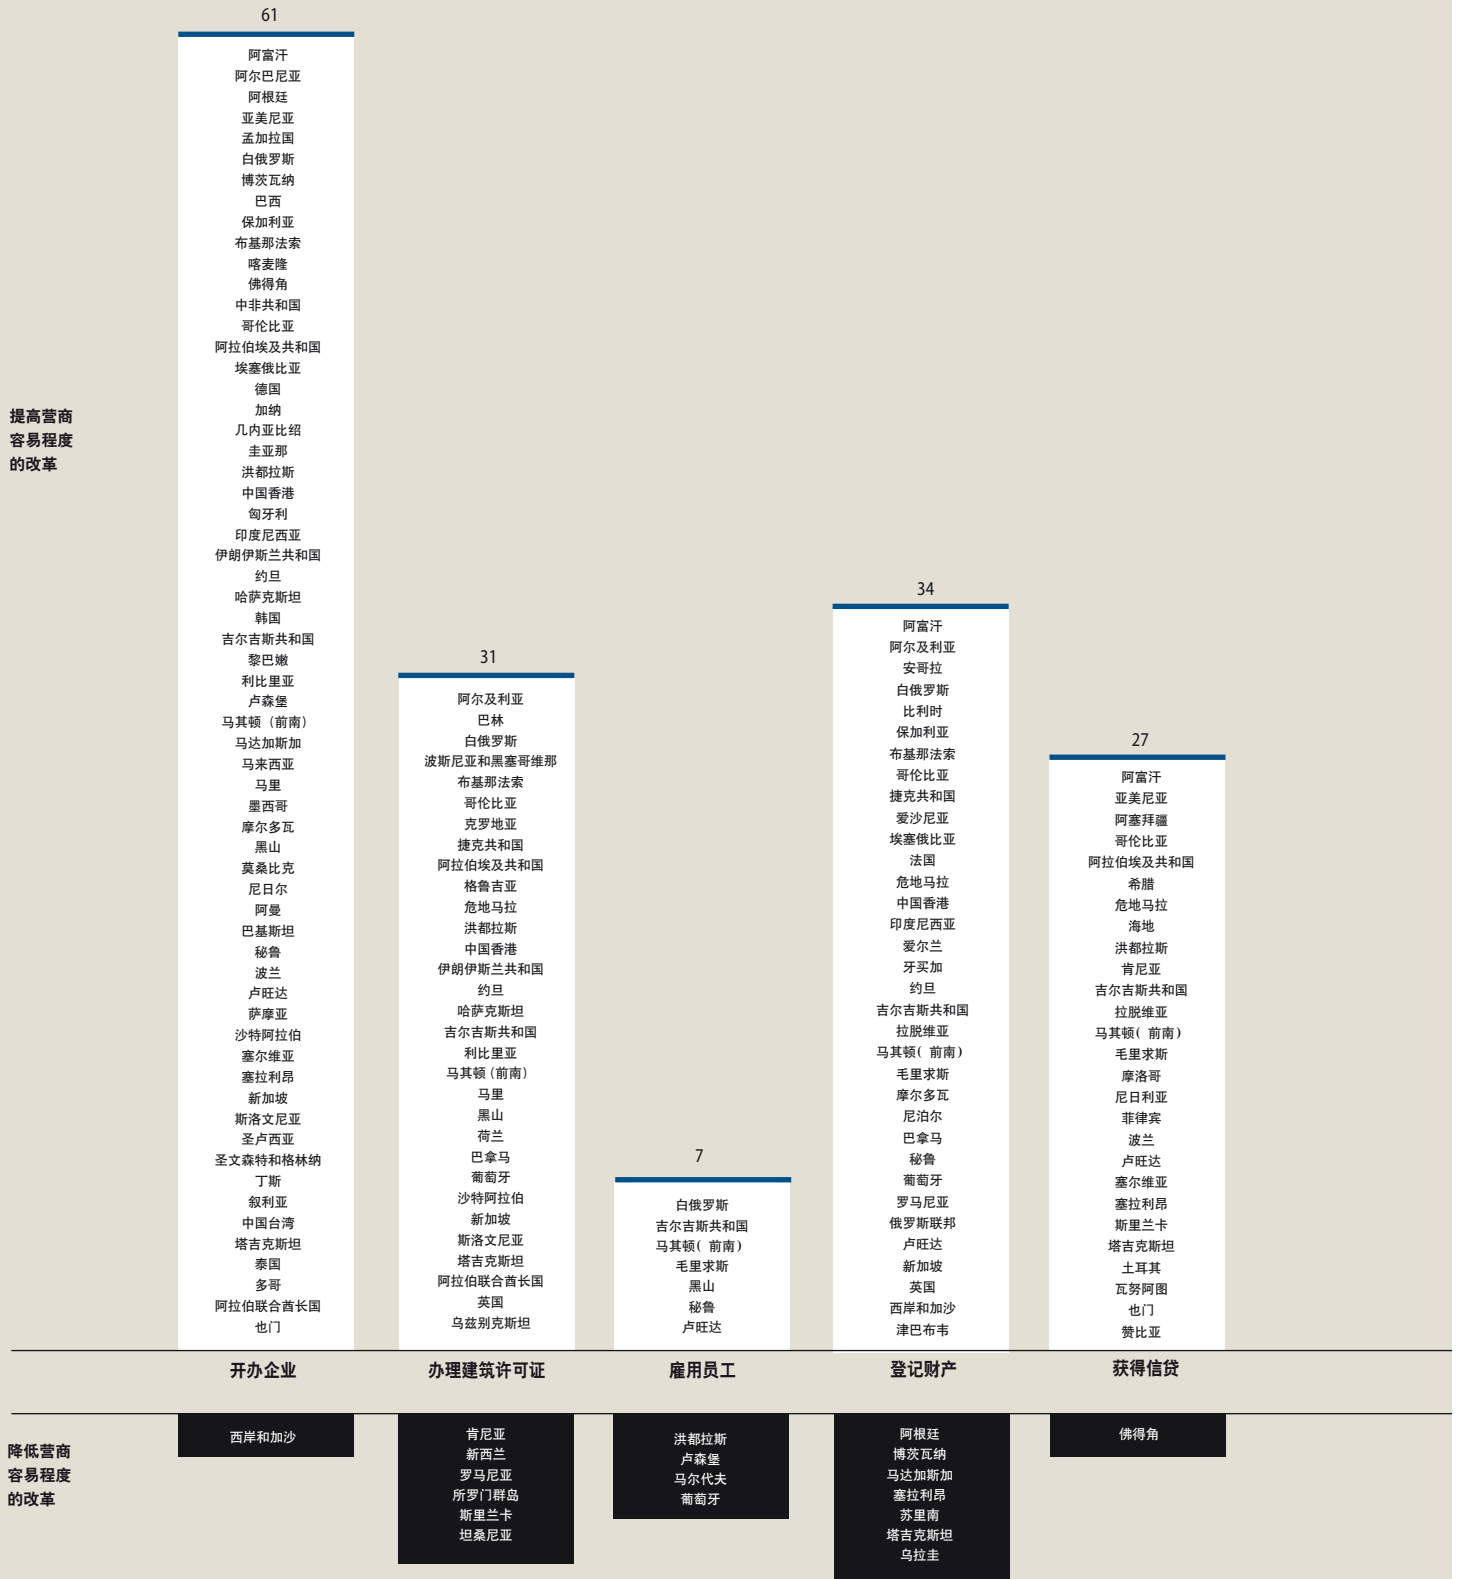 61
阿富汗
阿尔巴尼亚
阿根廷
亚美尼亚
孟加拉国
白俄罗斯
博茨瓦纳
巴西
保加利亚
布基那法索
喀麦隆
佛得角
中非共和国
哥伦比亚
阿拉伯埃及共和国
埃塞俄比亚
德国
加纳
几内亚比绍
圭亚那
洪都拉斯
中国香港
匈牙利
印度尼西亚
伊朗伊斯兰共和国
约旦
哈萨克斯坦
韩国
吉尔吉斯共和国
黎巴嫩
利比里亚
卢森堡
马其顿（前南）
马达加斯加
马来西亚
马里
墨西哥
摩尔多瓦
黑山
莫桑比克
尼日尔
阿曼
巴基斯坦
秘鲁
波兰
卢旺达
萨摩亚
沙特阿拉伯
塞尔维亚
塞拉利昂
新加坡
斯洛文尼亚
圣卢西亚
圣文森特和格林纳
丁斯
叙利亚
中国台湾
塔吉克斯坦
泰国
多哥
阿拉伯联合酋长国
也门
提高营商
容易程度
的改革
31
阿尔及利亚
巴林
白俄罗斯
波斯尼亚和黑塞哥维那
布基那法索
哥伦比亚
克罗地亚
捷克共和国
阿拉伯埃及共和国
格鲁吉亚
危地马拉
洪都拉斯
中国香港
伊朗伊斯兰共和国
约旦
哈萨克斯坦
吉尔吉斯共和国
利比里亚
马其顿（前南）
马里
黑山
荷兰
巴拿马
葡萄牙
沙特阿拉伯
新加坡
斯洛文尼亚
塔吉克斯坦
阿拉伯联合酋长国
英国
乌兹别克斯坦
7
白俄罗斯
吉尔吉斯共和国
马其顿( 前南)
毛里求斯
黑山
秘鲁
卢旺达
34
阿富汗
阿尔及利亚
安哥拉
白俄罗斯
比利时
保加利亚
布基那法索
哥伦比亚
捷克共和国
爱沙尼亚
埃塞俄比亚
法国
危地马拉
中国香港
印度尼西亚
爱尔兰
牙买加
约旦
吉尔吉斯共和国
拉脱维亚
马其顿( 前南)
毛里求斯
摩尔多瓦
尼泊尔
巴拿马
秘鲁
葡萄牙
罗马尼亚
俄罗斯联邦
卢旺达
新加坡
英国
西岸和加沙
津巴布韦
27
阿富汗
亚美尼亚
阿塞拜疆
哥伦比亚
阿拉伯埃及共和国
希腊
危地马拉
海地
洪都拉斯
肯尼亚
吉尔吉斯共和国
拉脱维亚
马其顿( 前南)
毛里求斯
摩洛哥
尼日利亚
菲律宾
波兰
卢旺达
塞尔维亚
塞拉利昂
斯里兰卡
塔吉克斯坦
土耳其
瓦努阿图
也门
赞比亚
开办企业
办理建筑许可证
雇用员工
登记财产
获得信贷
降低营商
容易程度
的改革
西岸和加沙
肯尼亚
新西兰
罗马尼亚
所罗门群岛
斯里兰卡
坦桑尼亚
洪都拉斯
卢森堡
马尔代夫
葡萄牙
阿根廷
博茨瓦纳
马达加斯加
塞拉利昂
苏里南
塔吉克斯坦
乌拉圭
佛得角